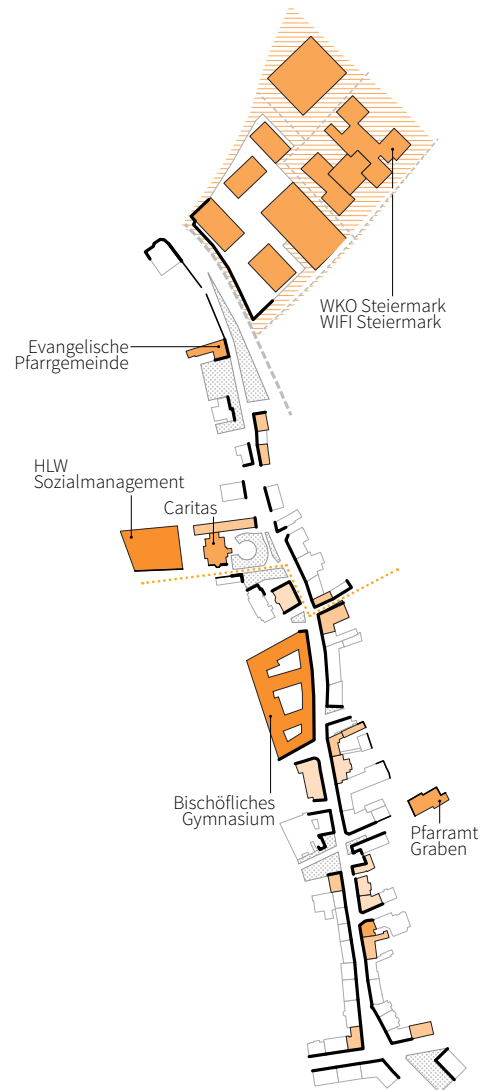 WKO Steiermark
WIFI Steiermark
Evangelische
Pfarrgemeinde
HLW
Sozialmanagement
Caritas
Bischöfliches
Gymnasium
Pfarramt
Graben